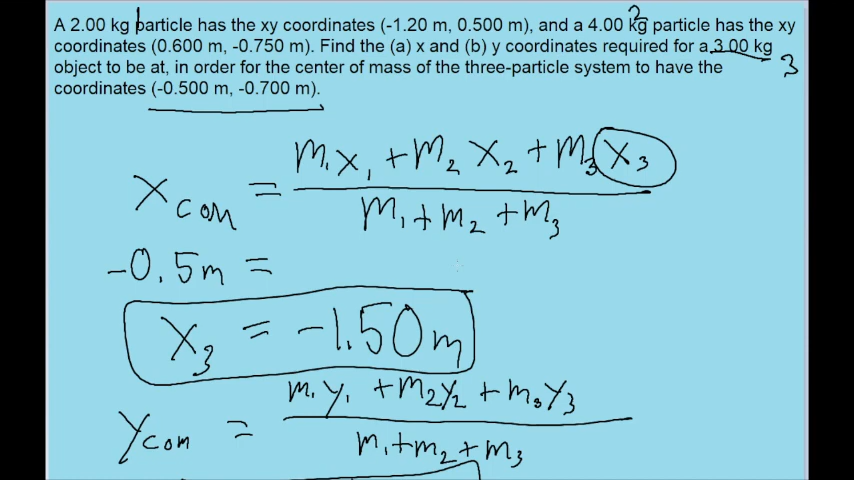 A 2.00 kg particle has the xy coordinates (-1.20 m, 0.500 m), and a 4.00 kg particle has the xy
coordinates (0.600 m, -0.750 m). Find the (a) x and (b) y coordinates required for a 3.00 kg
object to be at, in order for the center of mass of the three-particle system to have the
coordinates (-0.500 m, -0.700 m).
1
2
3
x_com = (m₁x₁ + m₂x₂ + m₃x₃) / (m₁ + m₂ + m₃)
-0.5m =
x₃ = -1.50m
y_com = (m₁y₁ + m₂y₂ + m₃y₃) / (m₁ + m₂ + m₃)